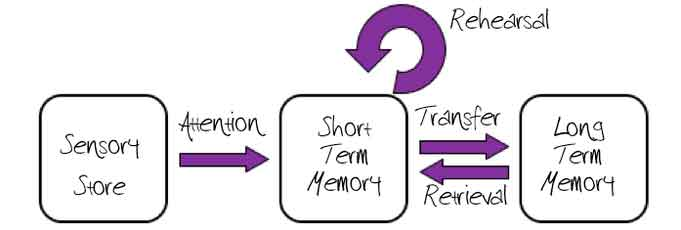 Rehearsal
Sensory
Store
Attention
Short
Term
Memory
Transfer
Retrieval
Long
Term
Memory